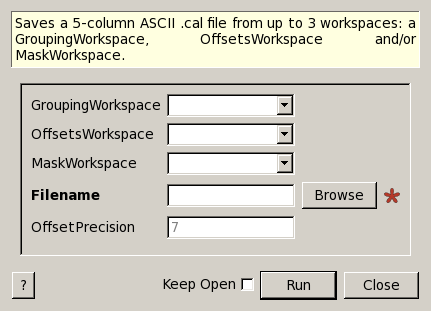 Saves a 5-column ASCII .cal file from up to 3 workspaces: a
GroupingWorkspace, OffsetsWorkspace and/or
MaskWorkspace.
GroupingWorkspace
OffsetsWorkspace
MaskWorkspace
Filename Browse *
OffsetPrecision 7
? Keep Open Run Close